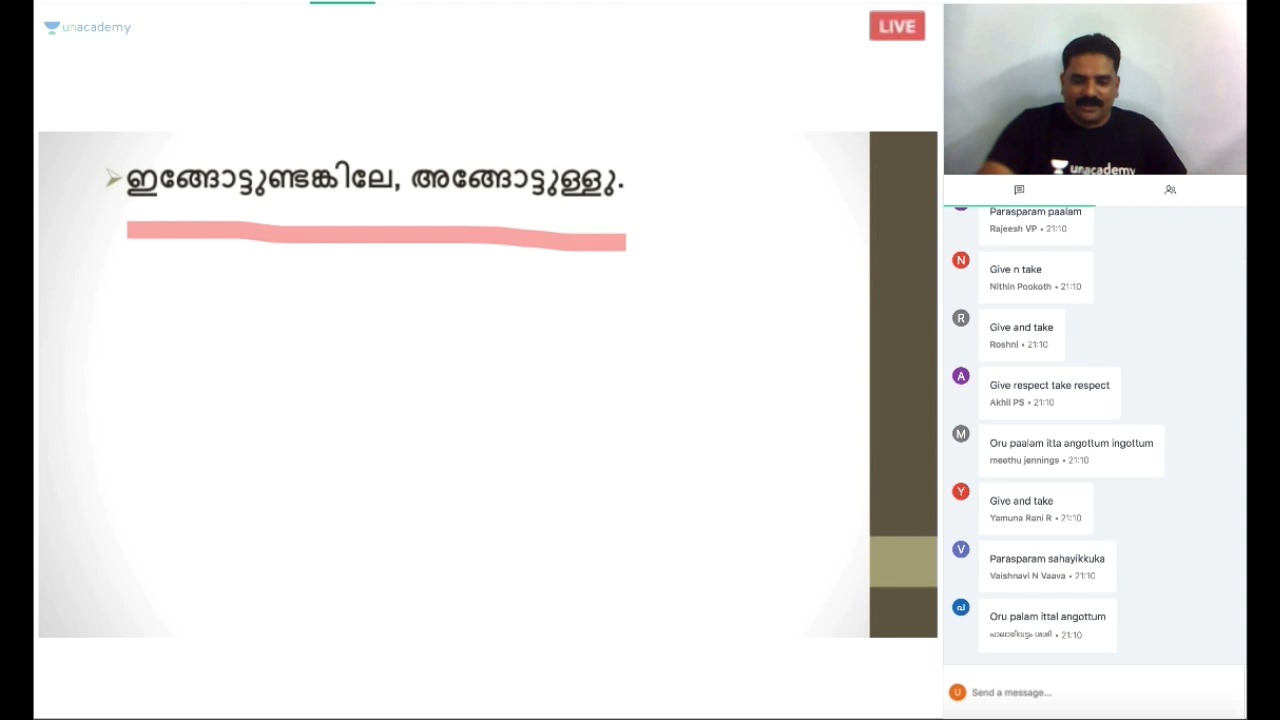 unacademy
LIVE
ഇങ്ങോട്ടുണ്ടങ്കിലേ, അങ്ങോട്ടുള്ളു.
unacademy
Parasparam paalam
Rajeesh VP • 21:10
N
Give n take
Nithin Pookoth • 21:10
R
Give and take
Roshni • 21:10
A
Give respect take respect
Akhil PS • 21:10
M
Oru paalam itta angottum ingottum
meethu jennings • 21:10
Y
Give and take
Yamuna Rani R • 21:10
V
Parasparam sahayikkuka
Vaishnavi N Vaava • 21:10
പ
Oru palam ittal angottum
• 21:10
U
Send a message...